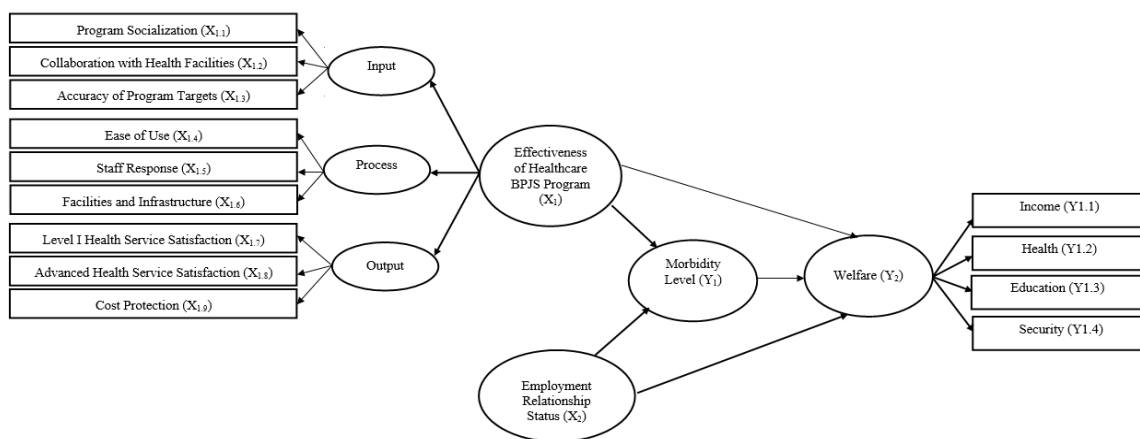 Program Socialization (X1.1)
Collaboration with Health Facilities (X1.2)
Accuracy of Program Targets (X1.3)
Input
Ease of Use (X1.4)
Staff Response (X1.5)
Facilities and Infrastructure (X1.6)
Process
Level I Health Service Satisfaction (X1.7)
Advanced Health Service Satisfaction (X1.8)
Cost Protection (X1.9)
Output
Effectiveness
of Healthcare
BPJS Program
(X1)
Morbidity
Level (Y1)
Employment
Relationship
Status (X2)
Welfare (Y2)
Income (Y1.1)
Health (Y1.2)
Education (Y1.3)
Security (Y1.4)